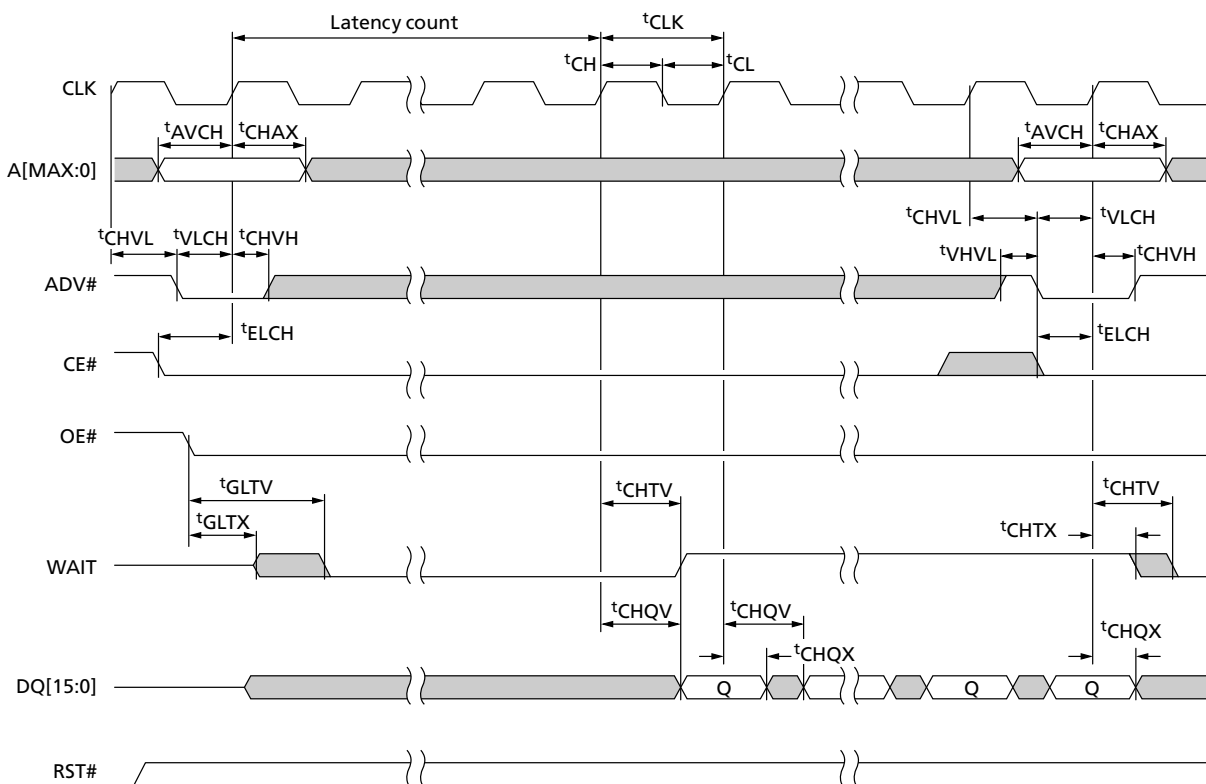 Latency count
tCLK
tCH
tCL
CLK
tAVCH
tCHAX
tAVCH
tCHAX
A[MAX:0]
tCHVL
tVLCH
tCHVL
tVLCH
tCHVH
tVHVL
tCHVH
ADV#
tELCH
tELCH
CE#
OE#
tGLTV
tCHTV
tCHTV
tGLTX
tCHTX
WAIT
tCHQV
tCHQV
tCHQX
tCHQX
DQ[15:0]
Q
Q
Q
RST#